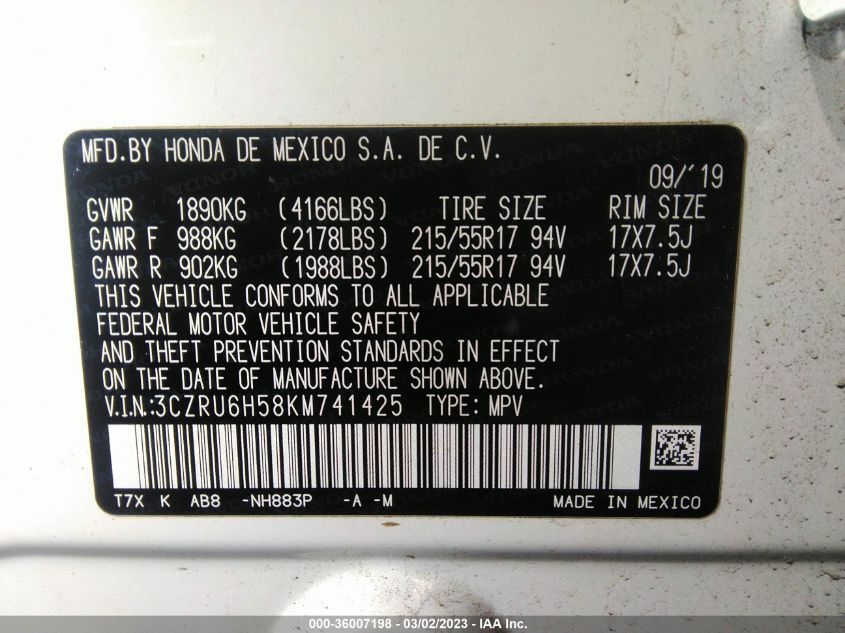 MFD.BY HONDA DE MEXICO S.A. DE C.V.
09/'19
GVWR 1890KG (4166LBS) TIRE SIZE RIM SIZE
GAWR F 988KG (2178LBS) 215/55R17 94V 17X7.5J
GAWR R 902KG (1988LBS) 215/55R17 94V 17X7.5J
THIS VEHICLE CONFORMS TO ALL APPLICABLE
FEDERAL MOTOR VEHICLE SAFETY
AND THEFT PREVENTION STANDARDS IN EFFECT
ON THE DATE OF MANUFACTURE SHOWN ABOVE.
V.I.N.:3CZRU6H58KM741425 TYPE: MPV
T7X K AB8 -NH883P -A -M MADE IN MEXICO
000-36007198 - 03/02/2023 - IAA Inc.